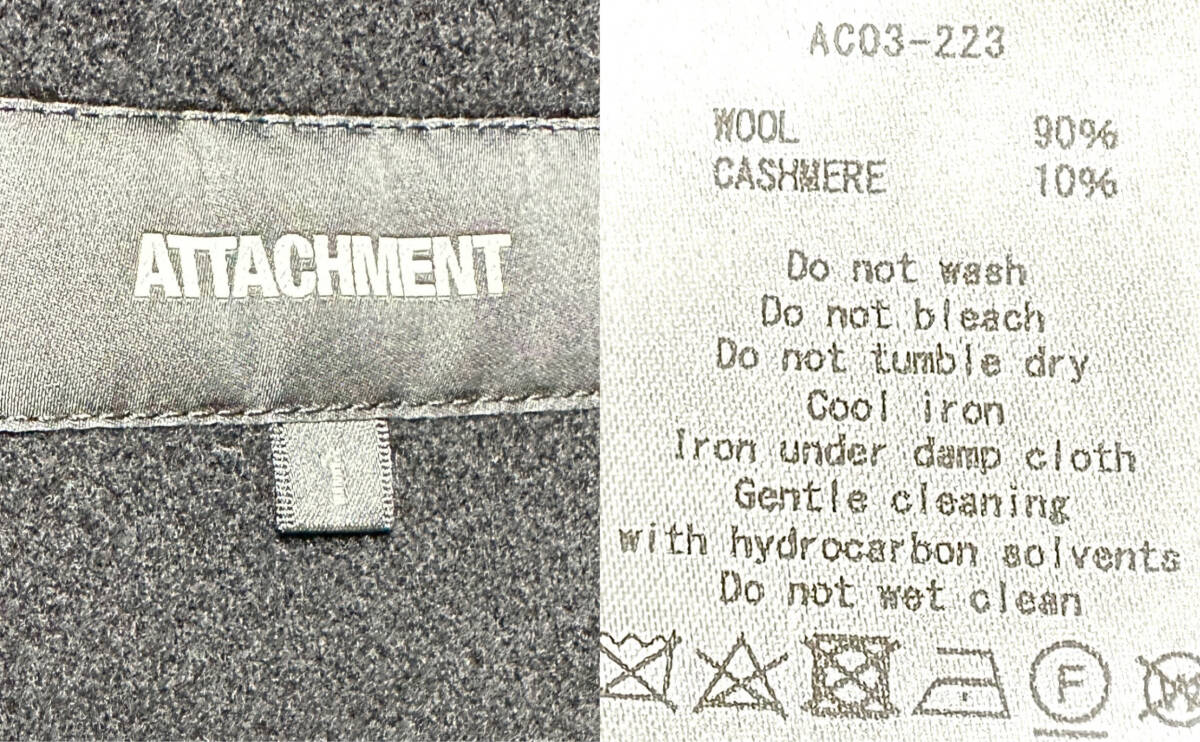 ATTACHMENT
1
AC03-223
WOOL 90%
CASHMERE 10%
Do not wash
Do not bleach
Do not tumble dry
Cool iron
Iron under damp cloth
Gentle cleaning
with hydrocarbon solvents
Do not wet clean
F
W